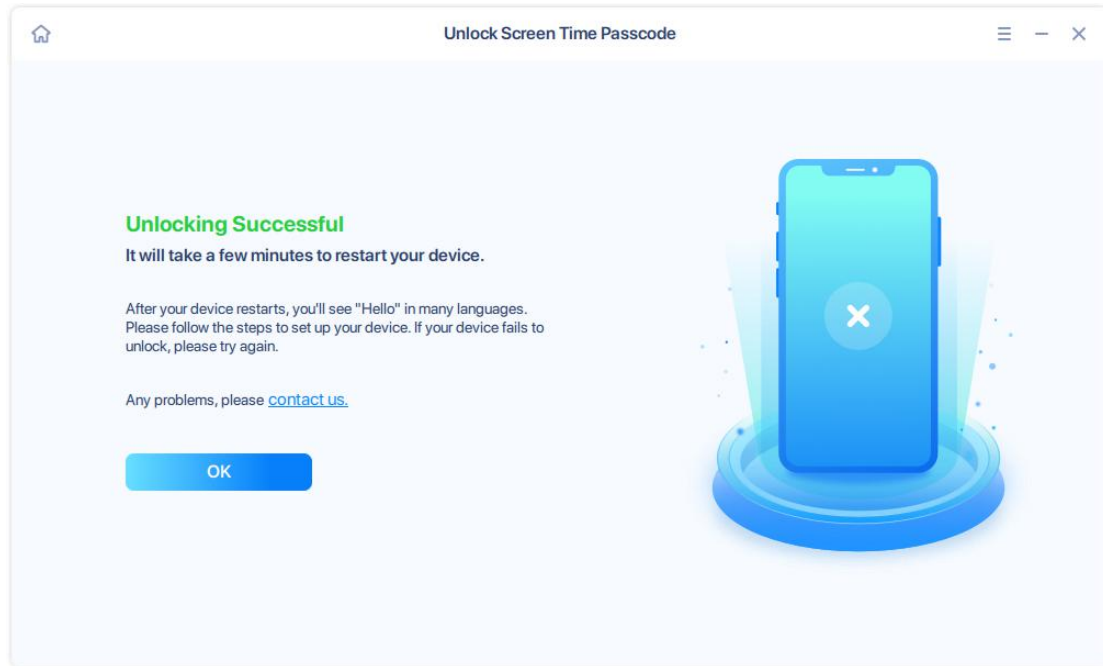 Unlock Screen Time Passcode
Unlocking Successful
It will take a few minutes to restart your device.
After your device restarts, you'll see "Hello" in many languages.
Please follow the steps to set up your device. If your device fails to
unlock, please try again.
Any problems, please contact us.
OK